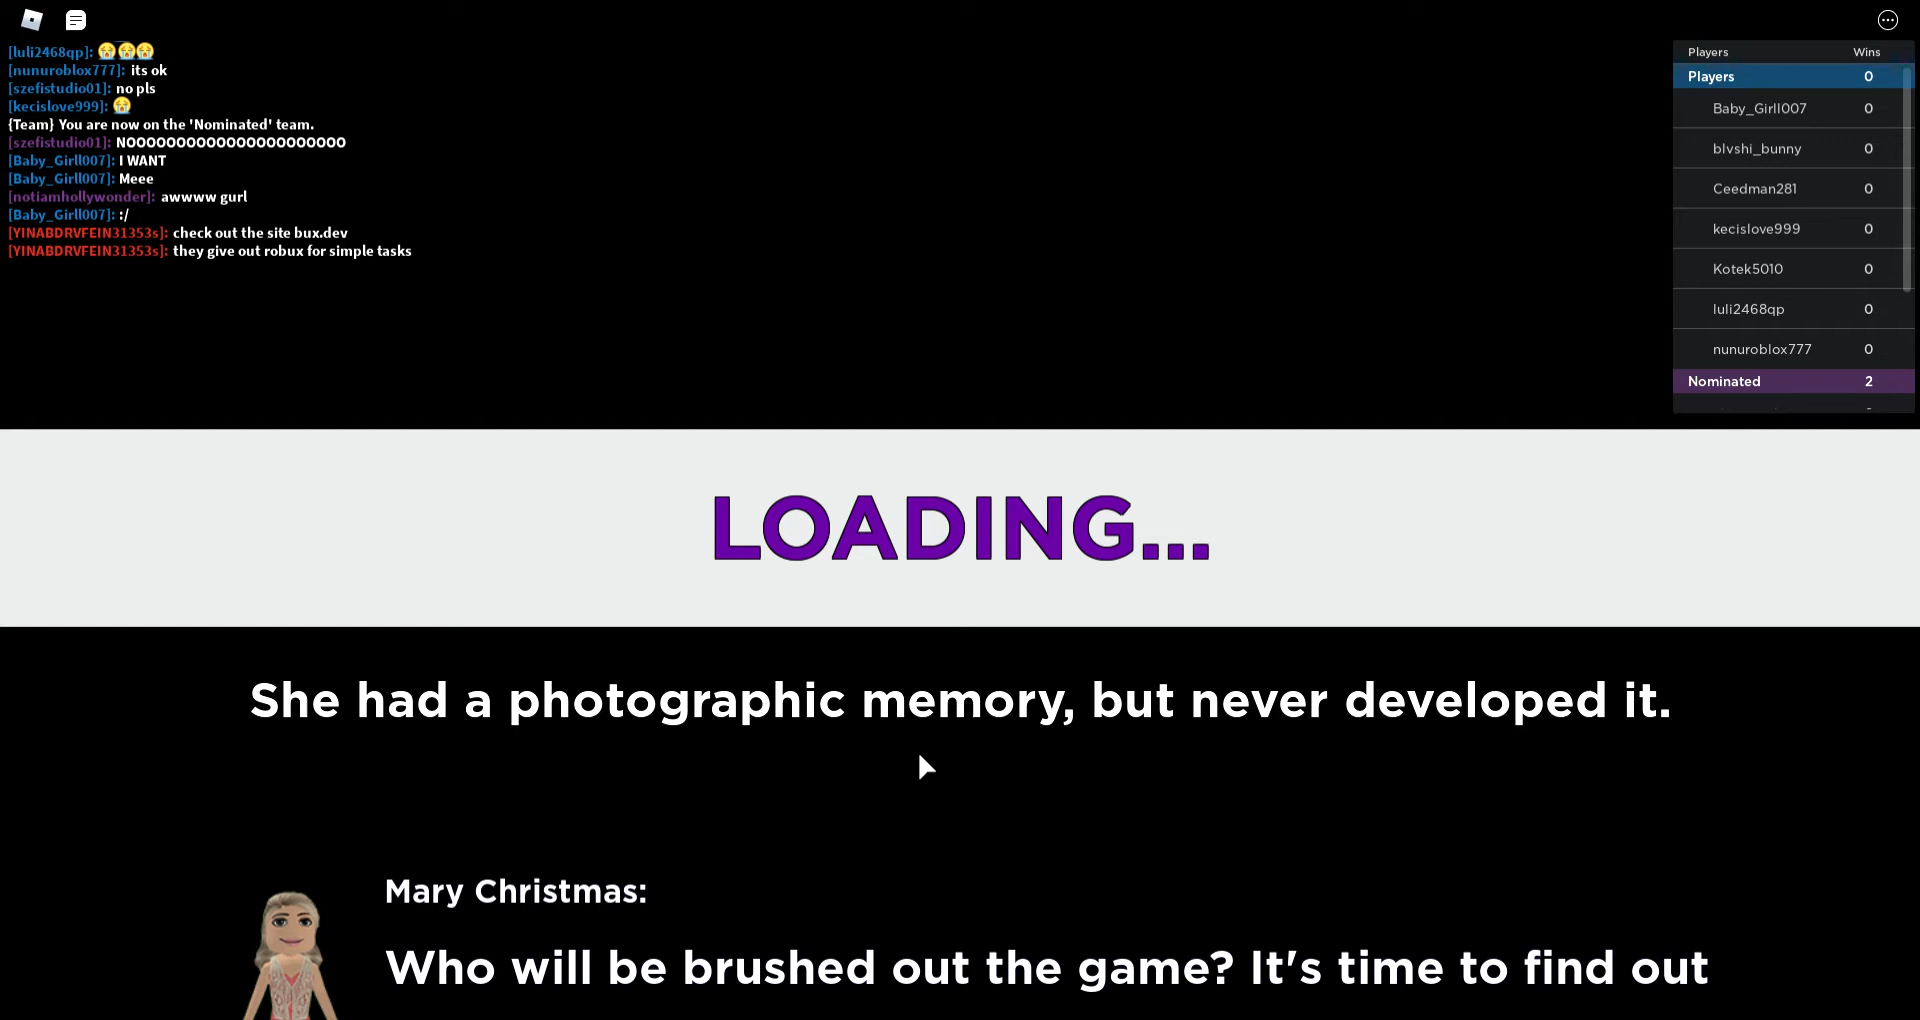 [luli2468qp]: 😭😭😭
[nunuroblox777]: its ok
[szefistudio01]: no pls
[kecislove999]: 😭
{Team} You are now on the 'Nominated' team.
[szefistudio01]: NOOOOOOOOOOOOOOOOOOOOOO
[Baby_Girll007]: I WANT
[Baby_Girll007]: Meee
[notiamhollywonder]: awwww gurl
[Baby_Girll007]: :/
[YINABDRVFEIN31353s]: check out the site bux.dev
[YINABDRVFEIN31353s]: they give out robux for simple tasks
Players Wins
Players 0
Baby_Girll007 0
blvshi_bunny 0
Ceedman281 0
kecislove999 0
Kotek5010 0
luli2468qp 0
nunuroblox777 0
Nominated 2
LOADING...
She had a photographic memory, but never developed it.
Mary Christmas:
Who will be brushed out the game? It's time to find out